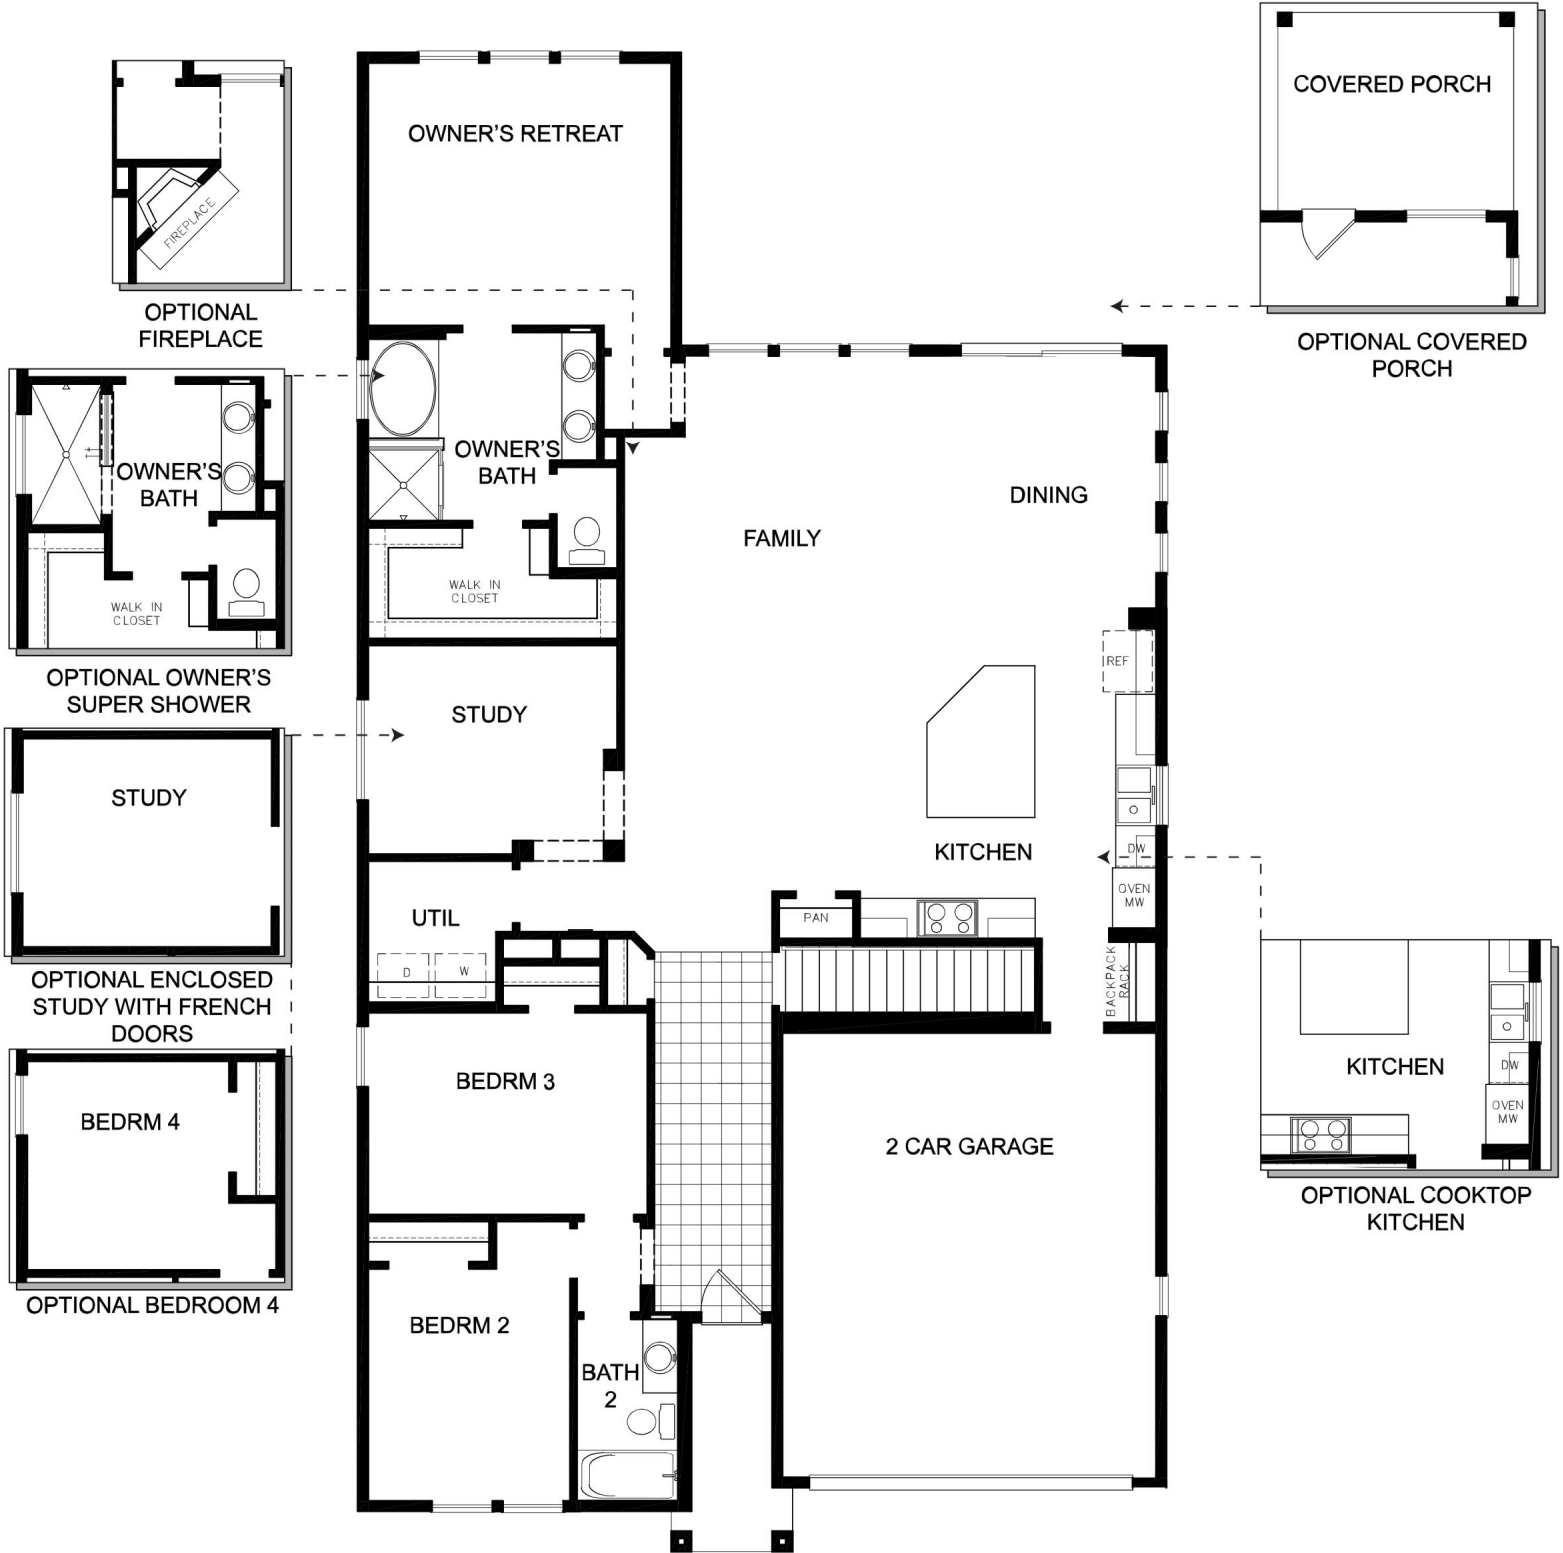 COVERED PORCH
OPTIONAL COVERED
PORCH
FIREPLACE
OPTIONAL
FIREPLACE
OWNER'S RETREAT
OWNER'S
BATH
WALK IN
CLOSET
OPTIONAL OWNER'S
SUPER SHOWER
OWNER'S
BATH
WALK IN
CLOSET
DINING
FAMILY
REF
STUDY
STUDY
OPTIONAL ENCLOSED
STUDY WITH FRENCH
DOORS
KITCHEN
DW
OVEN
MW
PAN
UTIL
D
W
BACKPACK
RACK
BEDRM 3
BEDRM 4
OPTIONAL BEDROOM 4
2 CAR GARAGE
KITCHEN
DW
OVEN
MW
OPTIONAL COOKTOP
KITCHEN
BEDRM 2
BATH
2